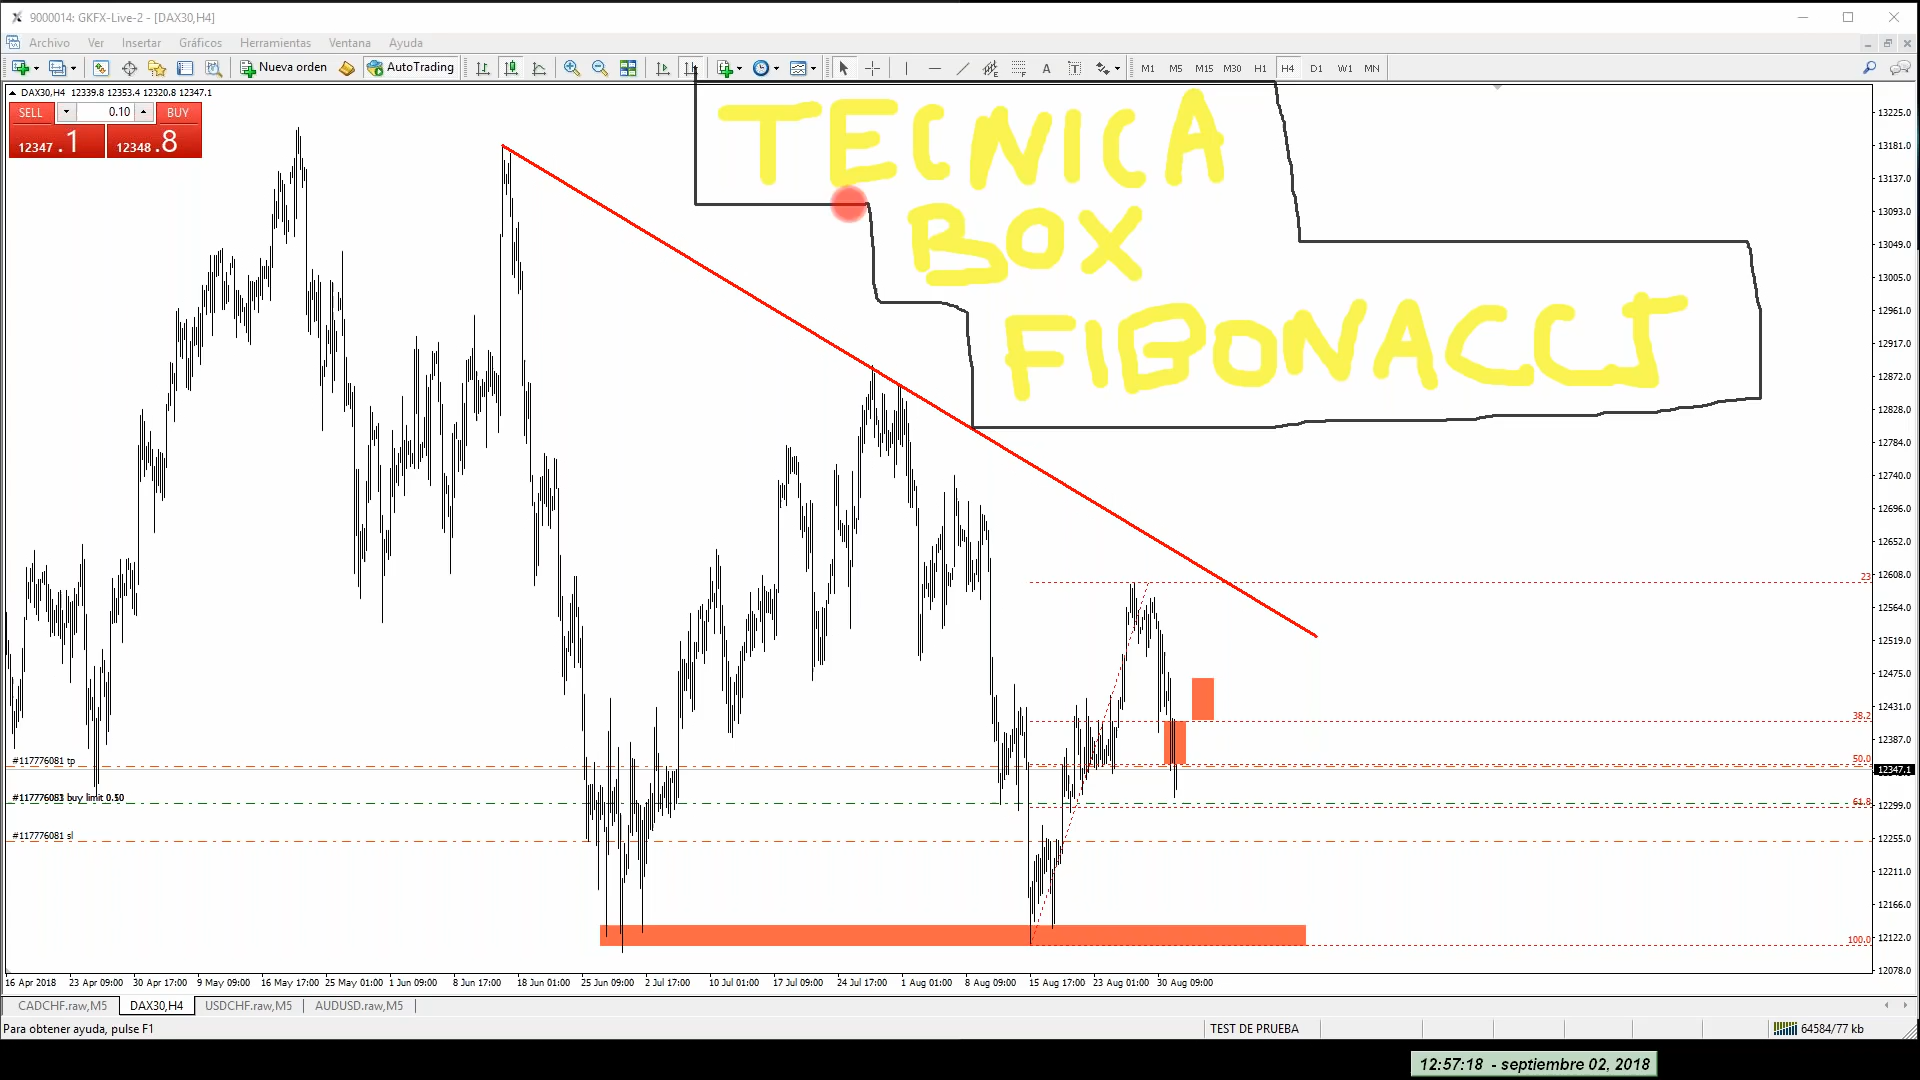 9000014: GKFX-Live-2 - [DAX30,H4]
Archivo Ver Insertar Gráficos Herramientas Ventana Ayuda
Nueva orden AutoTrading A T M1 M5 M15 M30 H1 H4 D1 W1 MN
DAX30,H4 12339.8 12353.4 12320.8 12347.1
SELL 0.10 BUY
12347 .1 12348 .8
TECNICA
BOX
FIBONACCI
13225.0
13181.0
13137.0
13093.0
13049.0
13005.0
12961.0
12917.0
12872.0
12828.0
12784.0
12740.0
12696.0
12652.0
12608.0
23
12564.0
12519.0
12475.0
12431.0
38.2
12387.0
50.0
#117776081 tp
12347.1
buy limit
61.8
12299.0
#117776081 sl
12255.0
12211.0
12166.0
12122.0
100.0
12078.0
16 Apr 2018 23 Apr 09:00 30 Apr 17:00 9 May 09:00 16 May 17:00 25 May 01:00 1 Jun 09:00 8 Jun 17:00 18 Jun 01:00 25 Jun 09:00 2 Jul 17:00 10 Jul 01:00 17 Jul 09:00 24 Jul 17:00 1 Aug 01:00 8 Aug 09:00 15 Aug 17:00 23 Aug 01:00 30 Aug 09:00
CADCHF.raw,M5 DAX30,H4 USDCHF.raw,M5 AUDUSD.raw,M5
Para obtener ayuda, pulse F1 TEST DE PRUEBA 64584/77 kb
12:57:18 - septiembre 02, 2018